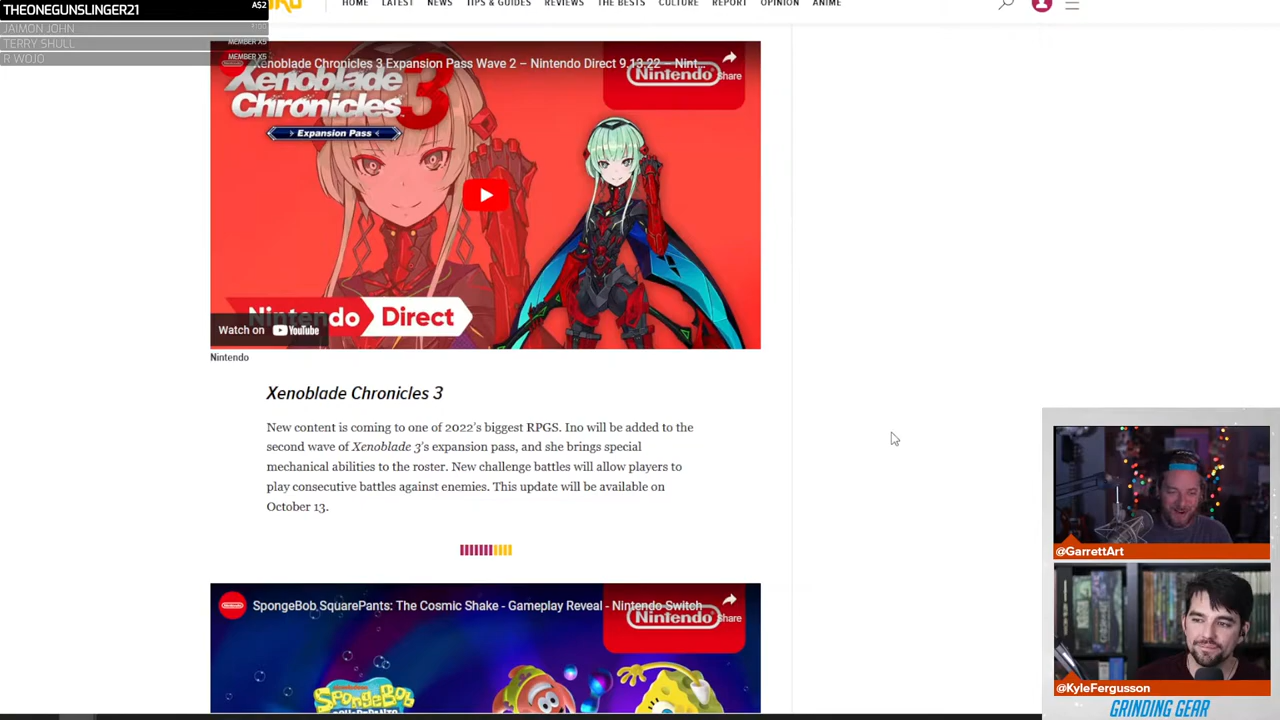 THEONEGUNSLINGER21 A$2
JAIMON JOHN
TERRY SHULL MEMBER X5
R WOJO MEMBER X5
HOME LATEST NEWS TIPS & GUIDES REVIEWS THE BESTS CULTURE REPORT OPINION ANIME
Xenoblade Chronicles 3 Expansion Pass Wave 2 – Nintendo Direct 9.13.22 – Nint...
Share
Nintendo
Xenoblade
Chronicles 3
Expansion Pass
Nintendo Direct
Watch on YouTube
Nintendo
Xenoblade Chronicles 3
New content is coming to one of 2022's biggest RPGS. Ino will be added to the
second wave of Xenoblade 3's expansion pass, and she brings special
mechanical abilities to the roster. New challenge battles will allow players to
play consecutive battles against enemies. This update will be available on
October 13.
SpongeBob SquarePants: The Cosmic Shake - Gameplay Reveal - Nintendo Switch
Share
Nintendo
SpongeBob
@GarrettArt
@KyleFergusson
GRINDING GEAR